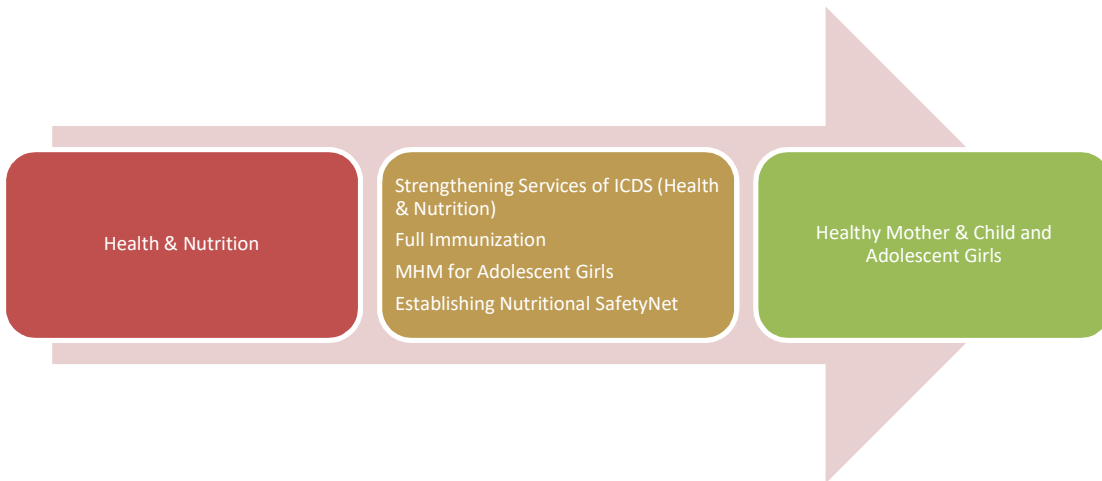 Health & Nutrition
Strengthening Services of ICDS (Health
& Nutrition)
Full Immunization
MHM for Adolescent Girls
Establishing Nutritional SafetyNet
Healthy Mother & Child and
Adolescent Girls